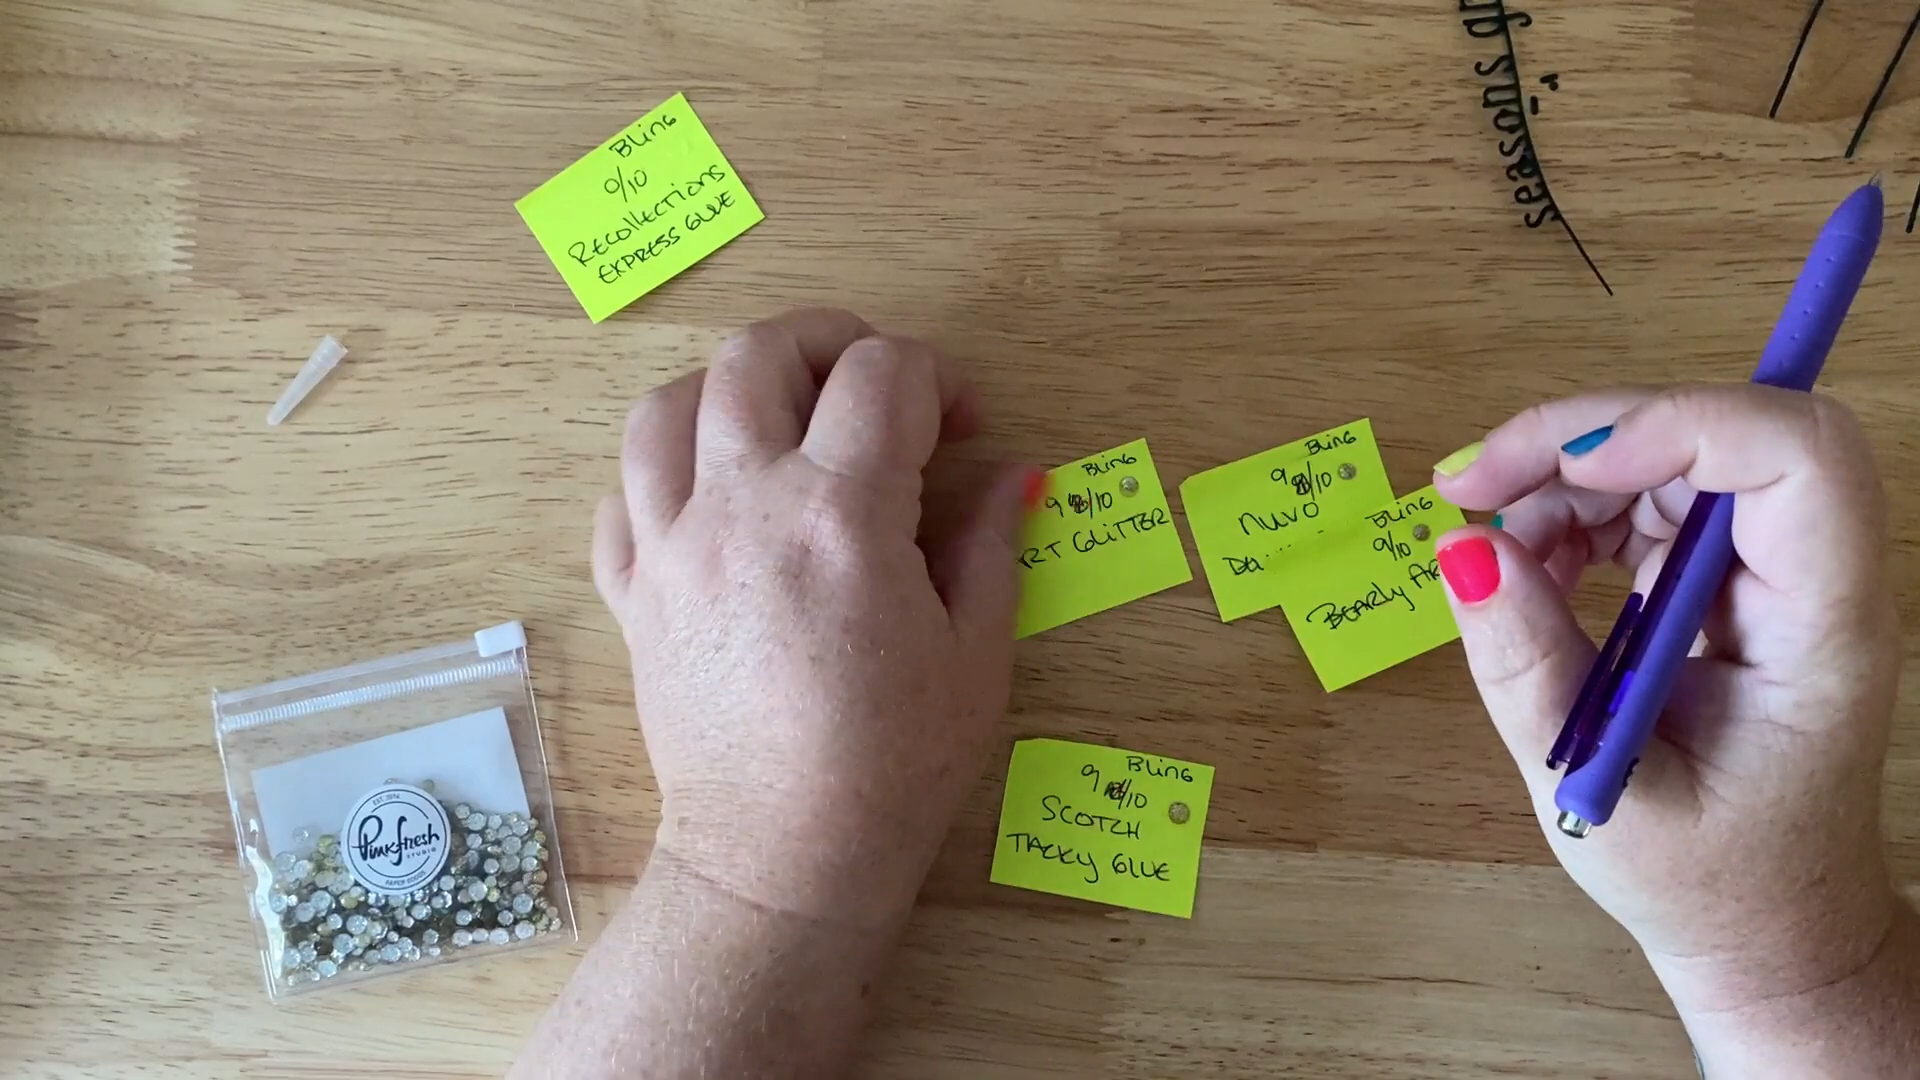 Bling
0/10
RECOllECTIONS
EXPRESS GLUE
Bling
9 /10
RT GLITTER
Bling
9 /10
nuvo
Bling
9/10
BEARly AR
Bling
9 /10
SCOTCH
TACKY GLUE
EST. 2014
Pinkfresh
STUDIO
PAPER GOODS
seasons